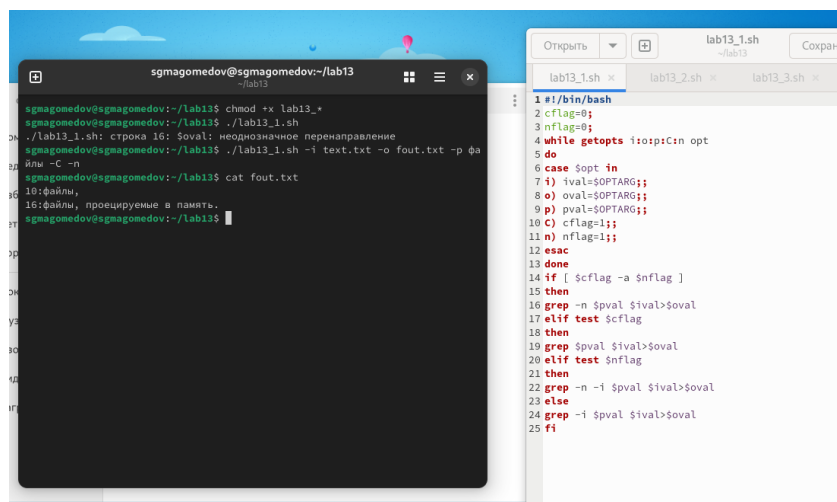 sgmagomedov@sgmagomedov:~/lab13
~/lab13
sgmagomedov@sgmagomedov:~/lab13$ chmod +x lab13_*
sgmagomedov@sgmagomedov:~/lab13$ ./lab13_1.sh
./lab13_1.sh: строка 16: $oval: неоднозначное перенаправление
sgmagomedov@sgmagomedov:~/lab13$ ./lab13_1.sh -i text.txt -o fout.txt -p фа
йлы -C -n
sgmagomedov@sgmagomedov:~/lab13$ cat fout.txt
10:файлы,
16:файлы, проецируемые в память.
sgmagomedov@sgmagomedov:~/lab13$
Открыть
lab13_1.sh
~/lab13
Сохран
lab13_1.sh ×
lab13_2.sh ×
lab13_3.sh ×
1 #!/bin/bash
2 cflag=0;
3 nflag=0;
4 while getopts i:o:p:C:n opt
5 do
6 case $opt in
7 i) ival=$OPTARG;;
8 o) oval=$OPTARG;;
9 p) pval=$OPTARG;;
10 C) cflag=1;;
11 n) nflag=1;;
12 esac
13 done
14 if [ $cflag -a $nflag ]
15 then
16 grep -n $pval $ival>$oval
17 elif test $cflag
18 then
19 grep $pval $ival>$oval
20 elif test $nflag
21 then
22 grep -n -i $pval $ival>$oval
23 else
24 grep -i $pval $ival>$oval
25 fi